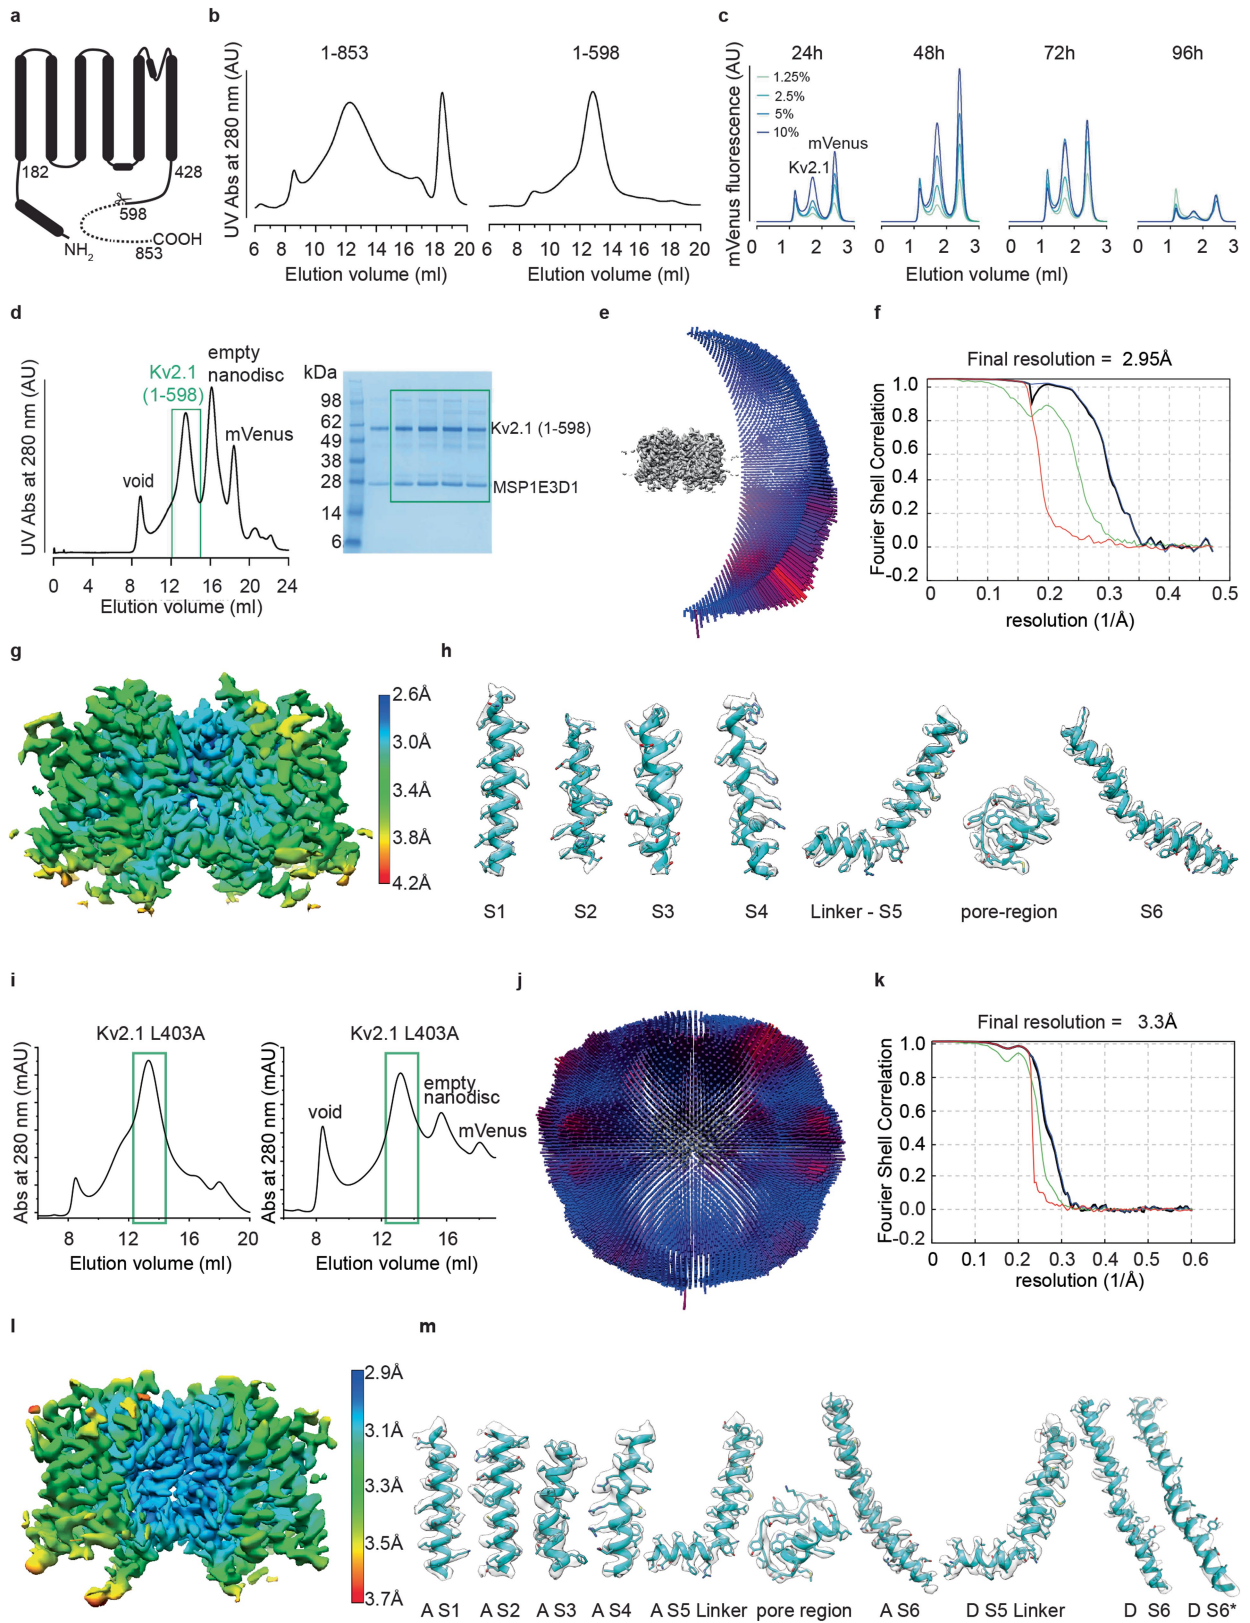 a
182
428
598
NH2
853
COOH
b
1-853
1-598
UV Abs at 280 nm (AU)
6 8 10 12 14 16 18 20
6 8 10 12 14 16 18 20
Elution volume (ml)
Elution volume (ml)
c
24h
48h
72h
96h
mVenus fluorescence (AU)
1.25%
2.5%
5%
10%
mVenus
Kv2.1
0 1 2 3
0 1 2 3
0 1 2 3
0 1 2 3
Elution volume (ml)
d
UV Abs at 280 nm (AU)
void
Kv2.1
(1-598)
empty
nanodisc
mVenus
0 4 8 12 16 20 24
Elution volume (ml)
kDa
98
62
49
38
28
14
6
Kv2.1 (1-598)
MSP1E3D1
e
f
Final resolution = 2.95Å
Fourier Shell Correlation
1.0
0.8
0.6
0.4
0.2
0.0
-0.2
0 0.1 0.2 0.3 0.4 0.5
resolution (1/Å)
g
2.6Å
3.0Å
3.4Å
3.8Å
4.2Å
h
S1 S2 S3 S4 Linker - S5 pore-region S6
i
Kv2.1 L403A
Abs at 280 nm (mAU)
8 12 16 20
Elution volume (ml)
Kv2.1 L403A
Abs at 280 nm (mAU)
void
empty
nanodisc
mVenus
8 12 16
Elution volume (ml)
j
k
Final resolution = 3.3Å
Fourier Shell Correlation
1.0
0.8
0.6
0.4
0.2
0.0
-0.2
0 0.1 0.2 0.3 0.4 0.5 0.6
resolution (1/Å)
l
2.9Å
3.1Å
3.3Å
3.5Å
3.7Å
m
A S1 A S2 A S3 A S4 A S5 Linker pore region A S6 D S5 Linker D S6 D S6*